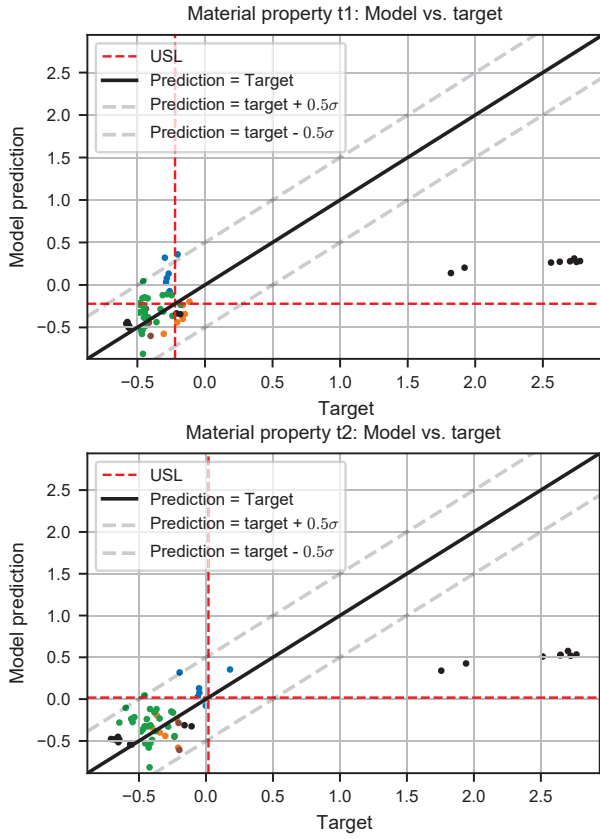 Material property t1: Model vs. target
USL
Prediction = Target
Prediction = target + 0.5σ
Prediction = target - 0.5σ
Model prediction
2.5
2.0
1.5
1.0
0.5
0.0
−0.5
−0.5 0.0 0.5 1.0 1.5 2.0 2.5
Target
Material property t2: Model vs. target
USL
Prediction = Target
Prediction = target + 0.5σ
Prediction = target - 0.5σ
Model prediction
2.5
2.0
1.5
1.0
0.5
0.0
−0.5
−0.5 0.0 0.5 1.0 1.5 2.0 2.5
Target